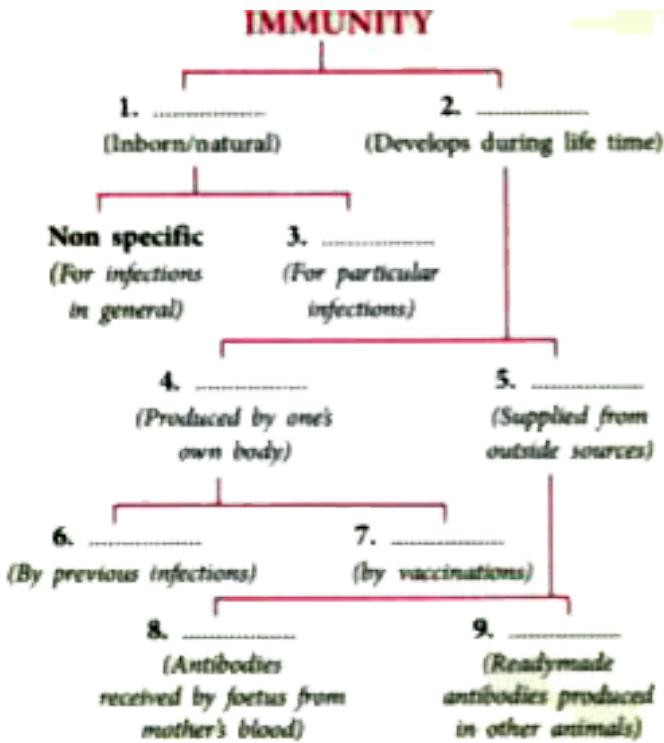 IMMUNITY
1. ....................
2. ....................
(Inborn/natural)
(Develops during life time)
Non specific
(For infections
in general)
3. ....................
(For particular
infections)
4. ....................
(Produced by one's
own body)
5. ....................
(Supplied from
outside sources)
6. ....................
(By previous infections)
7. ....................
(by vaccinations)
8. ....................
(Antibodies
received by foetus from
mother's blood)
9. ....................
(Readymade
antibodies produced
in other animals)